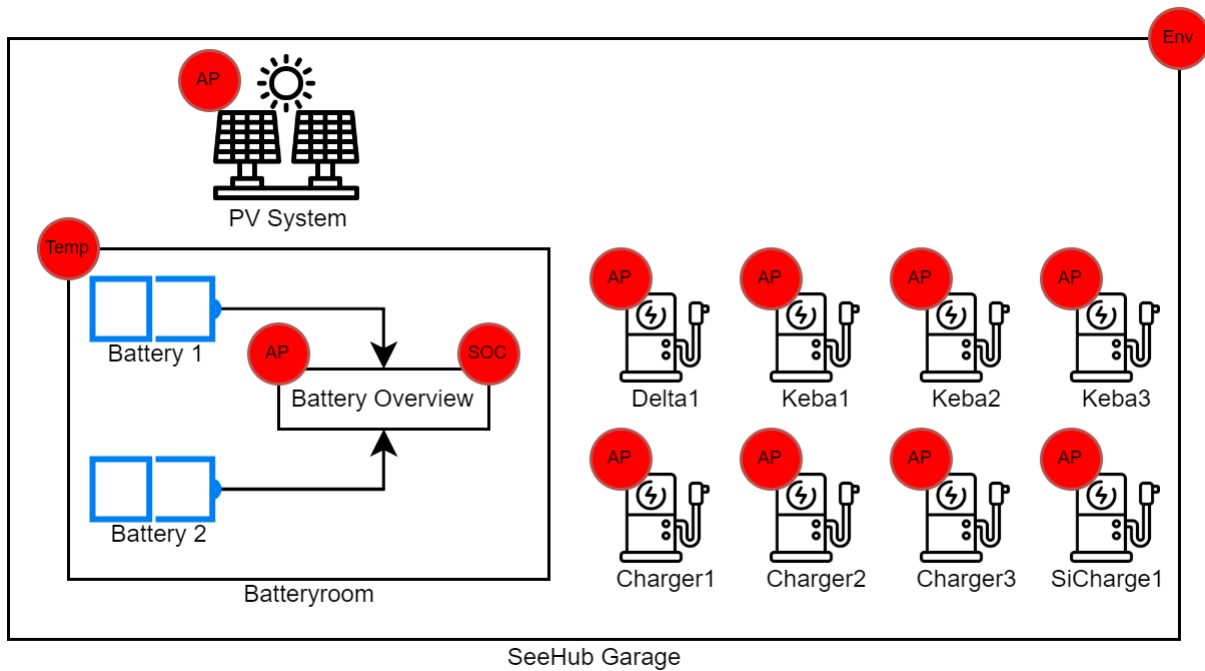 Env
AP
PV System
Temp
Battery 1
AP
SOC
Battery Overview
Battery 2
Batteryroom
AP
AP
AP
AP
Delta1
Keba1
Keba2
Keba3
AP
AP
AP
AP
Charger1
Charger2
Charger3
SiCharge1
SeeHub Garage